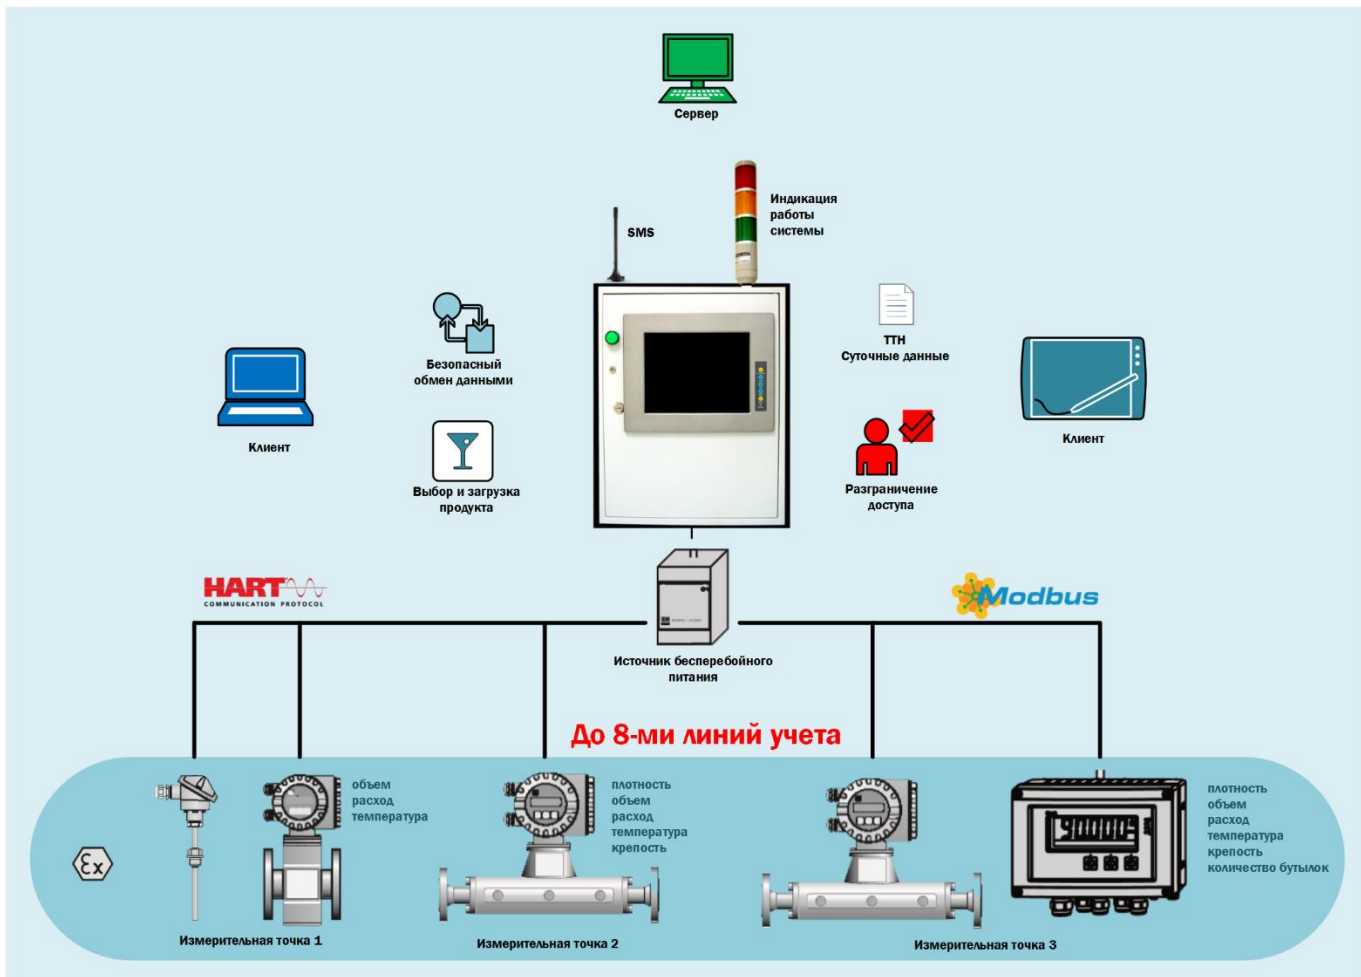 Сервер
Индикация
работы
системы
SMS
Безопасный
обмен данными
ТТН
Суточные данные
Клиент
Клиент
Выбор и загрузка
продукта
Разграничение
доступа
HART
COMMUNICATION PROTOCOL
Modbus
Источник бесперебойного
питания
До 8-ми линий учета
объем
расход
температура
плотность
объем
расход
температура
крепость
плотность
объем
расход
температура
крепость
количество бутылок
Ex
Измерительная точка 1
Измерительная точка 2
Измерительная точка 3